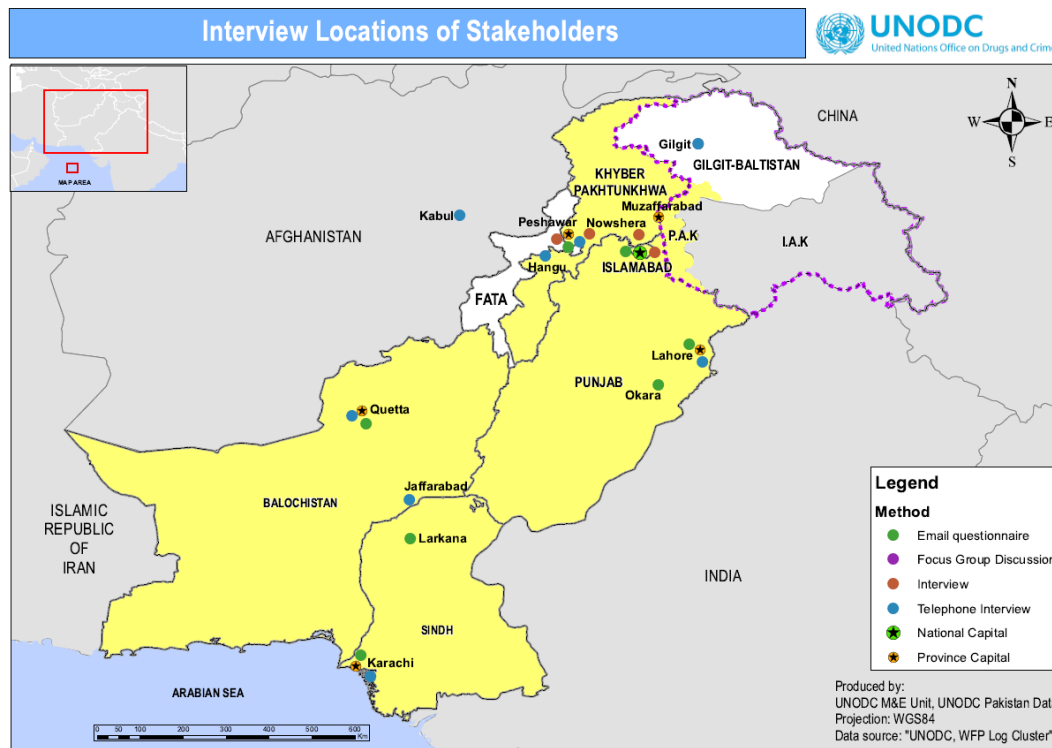 Interview Locations of Stakeholders
UNODC
United Nations Office on Drugs and Crime
MAP AREA
N
W
E
S
CHINA
Gilgit
GILGIT-BALTISTAN
KHYBER
PAKHTUNKHWA
Muzaffarabad
Kabul
Peshawar
Nowshera
P.A.K
I.A.K
AFGHANISTAN
Hangu
ISLAMABAD
FATA
Lahore
PUNJAB
Okara
Quetta
Jaffarabad
BALOCHISTAN
Larkana
ISLAMIC
REPUBLIC
OF
IRAN
INDIA
SINDH
Karachi
ARABIAN SEA
0 50 100 200 300 400 500 600
Km
Legend
Method
Email questionnaire
Focus Group Discussion
Interview
Telephone Interview
National Capital
Province Capital
Produced by:
UNODC M&E Unit, UNODC Pakistan Dat
Projection: WGS84
Data source: "UNODC, WFP Log Cluster"